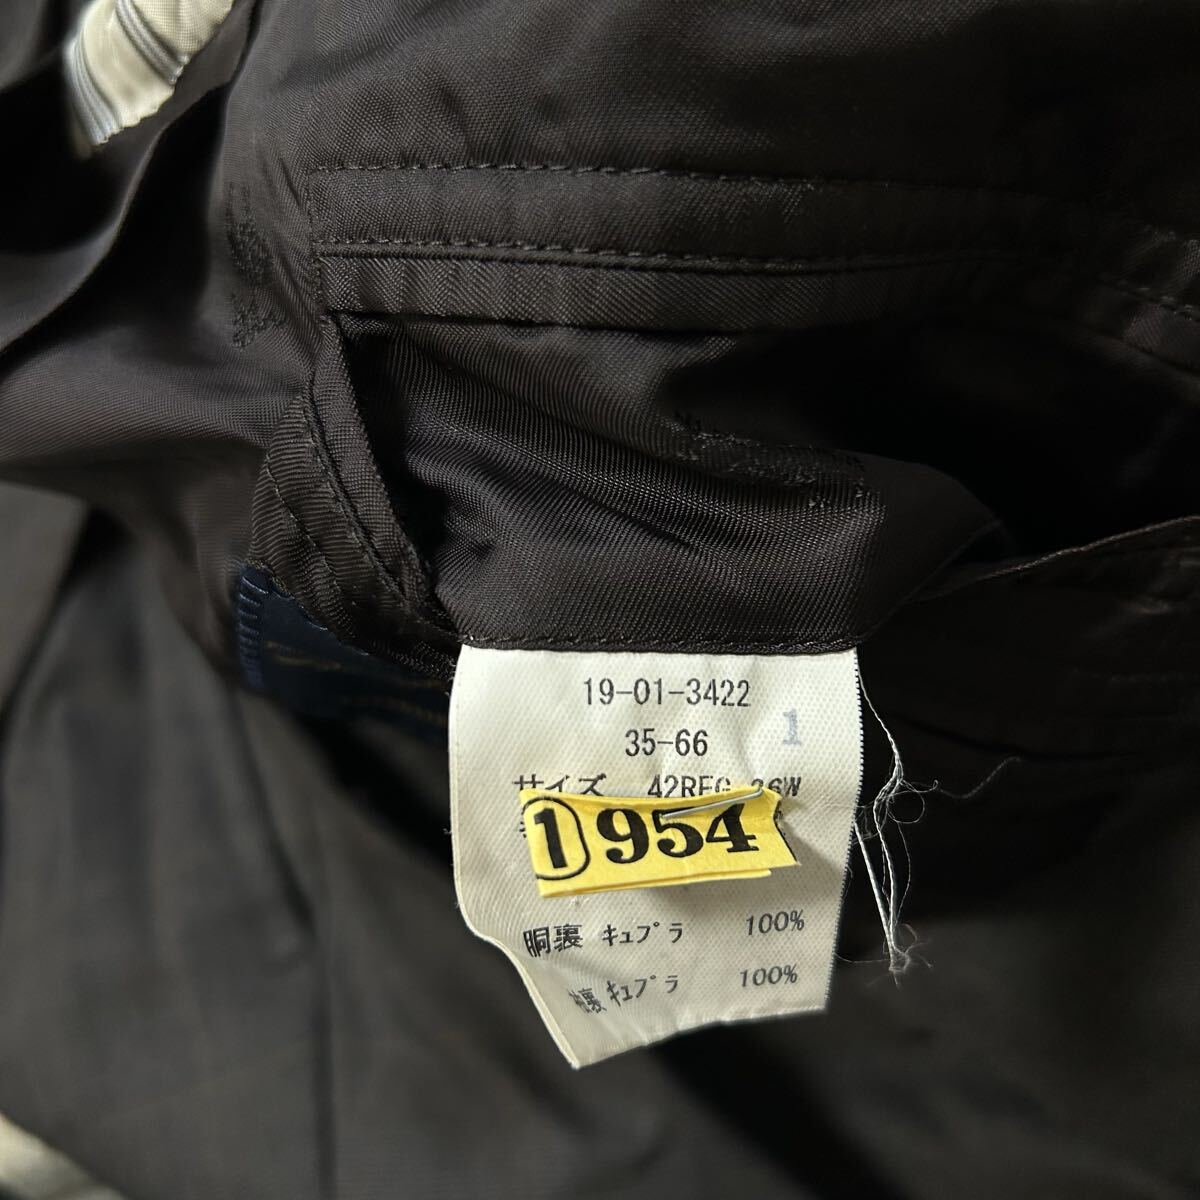 19-01-3422
35-66 1
サイズ 42REG 36W
①954
胴裏 キュプラ 100%
袖裏 キュプラ 100%